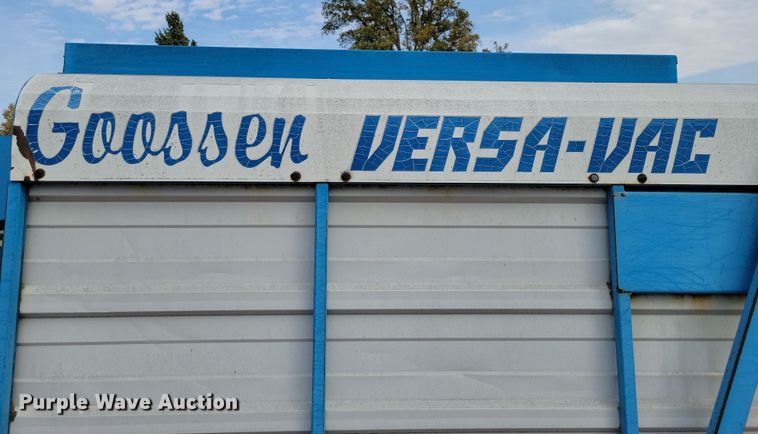 Goossen VERSA-VAC
Purple Wave Auction